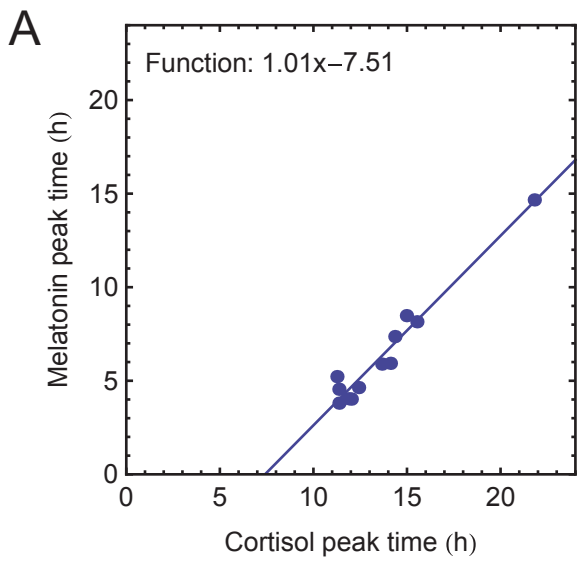 A
Function: 1.01x−7.51
Melatonin peak time (h)
20
15
10
5
0
0 5 10 15 20
Cortisol peak time (h)